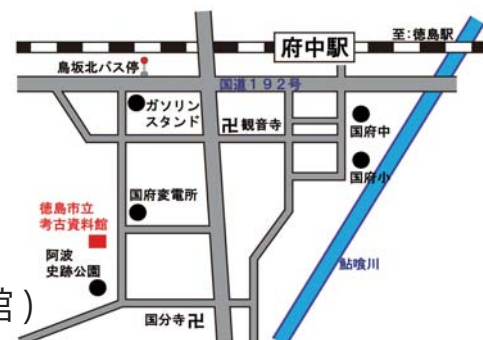 府中駅
至:徳島駅
鳥坂北バス停
国道192号
ガソリン
スタンド
卍観音寺
国府中
国府小
国府変電所
徳島市立
考古資料館
阿波
史跡公園
鮎喰川
国分寺卍
館)